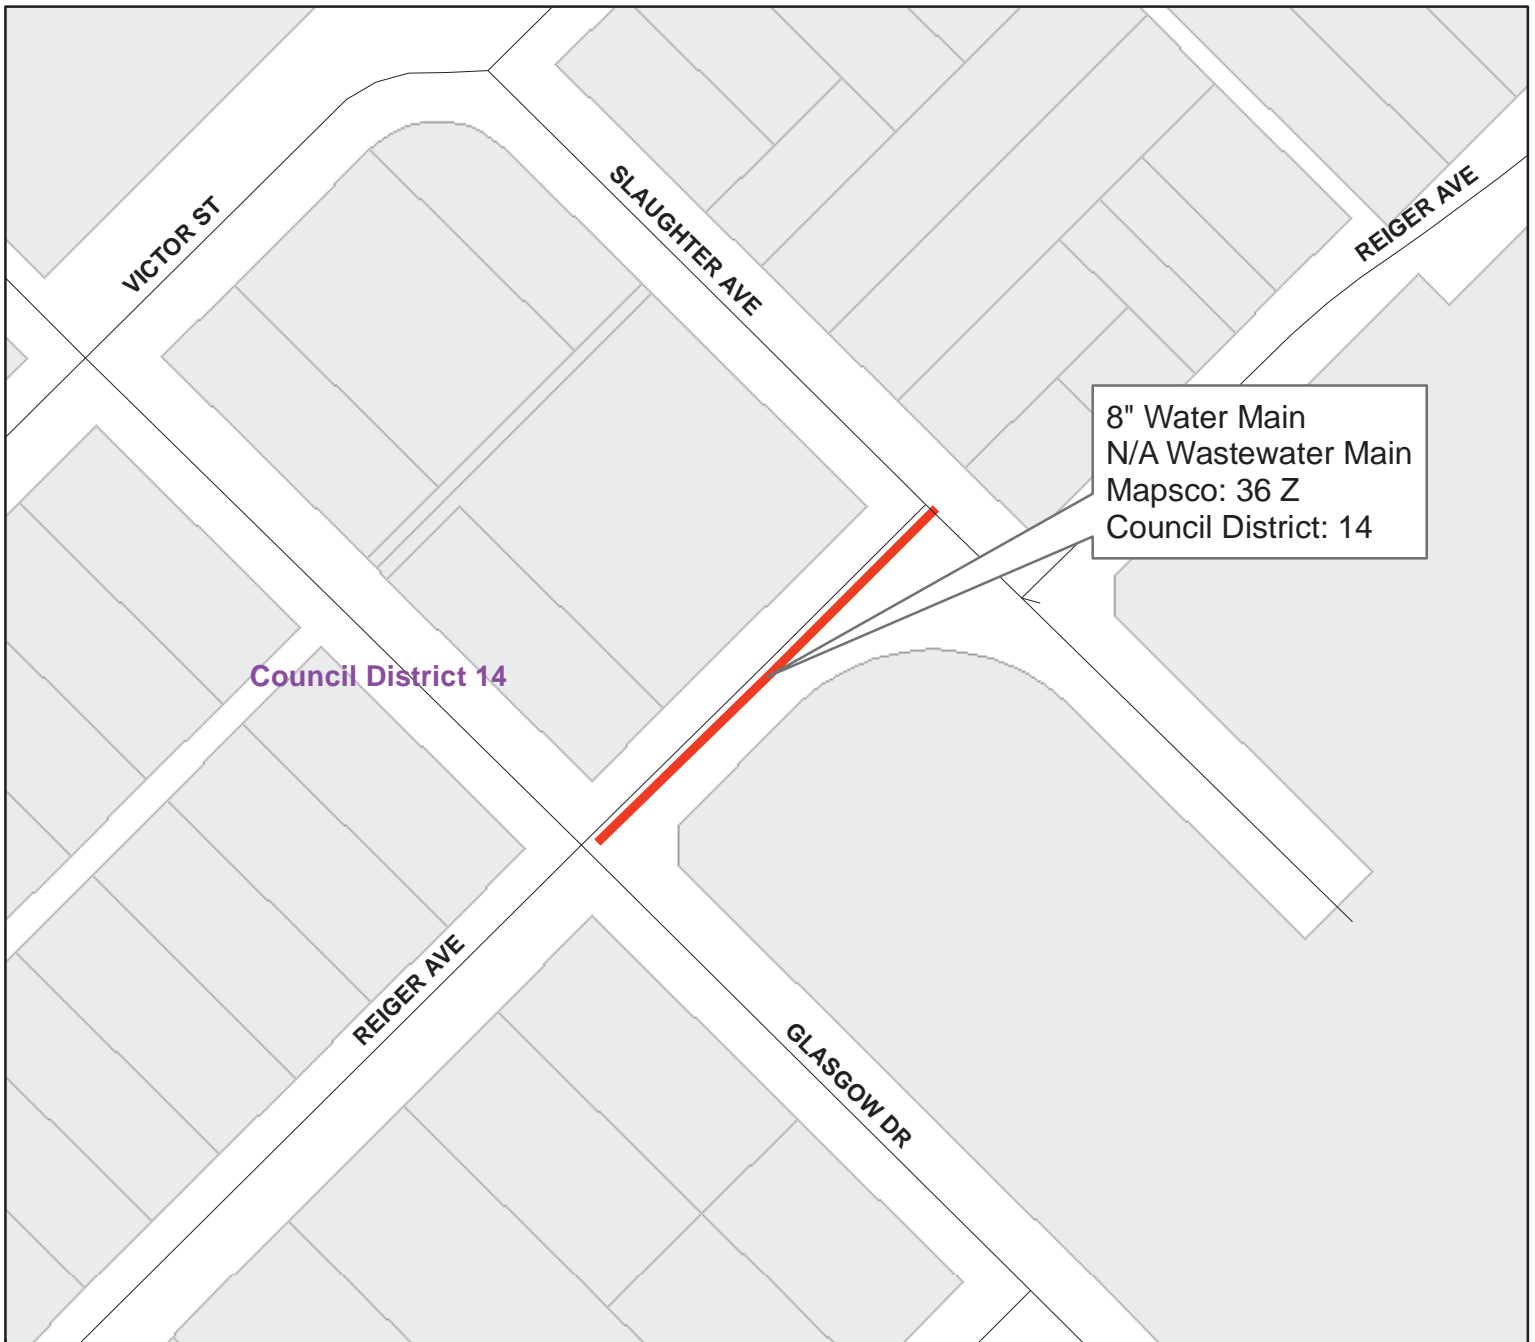 VICTOR ST
SLAUGHTER AVE
REIGER AVE
8" Water Main
N/A Wastewater Main
Mapsco: 36 Z
Council District: 14
Council District 14
REIGER AVE
GLASGOW DR